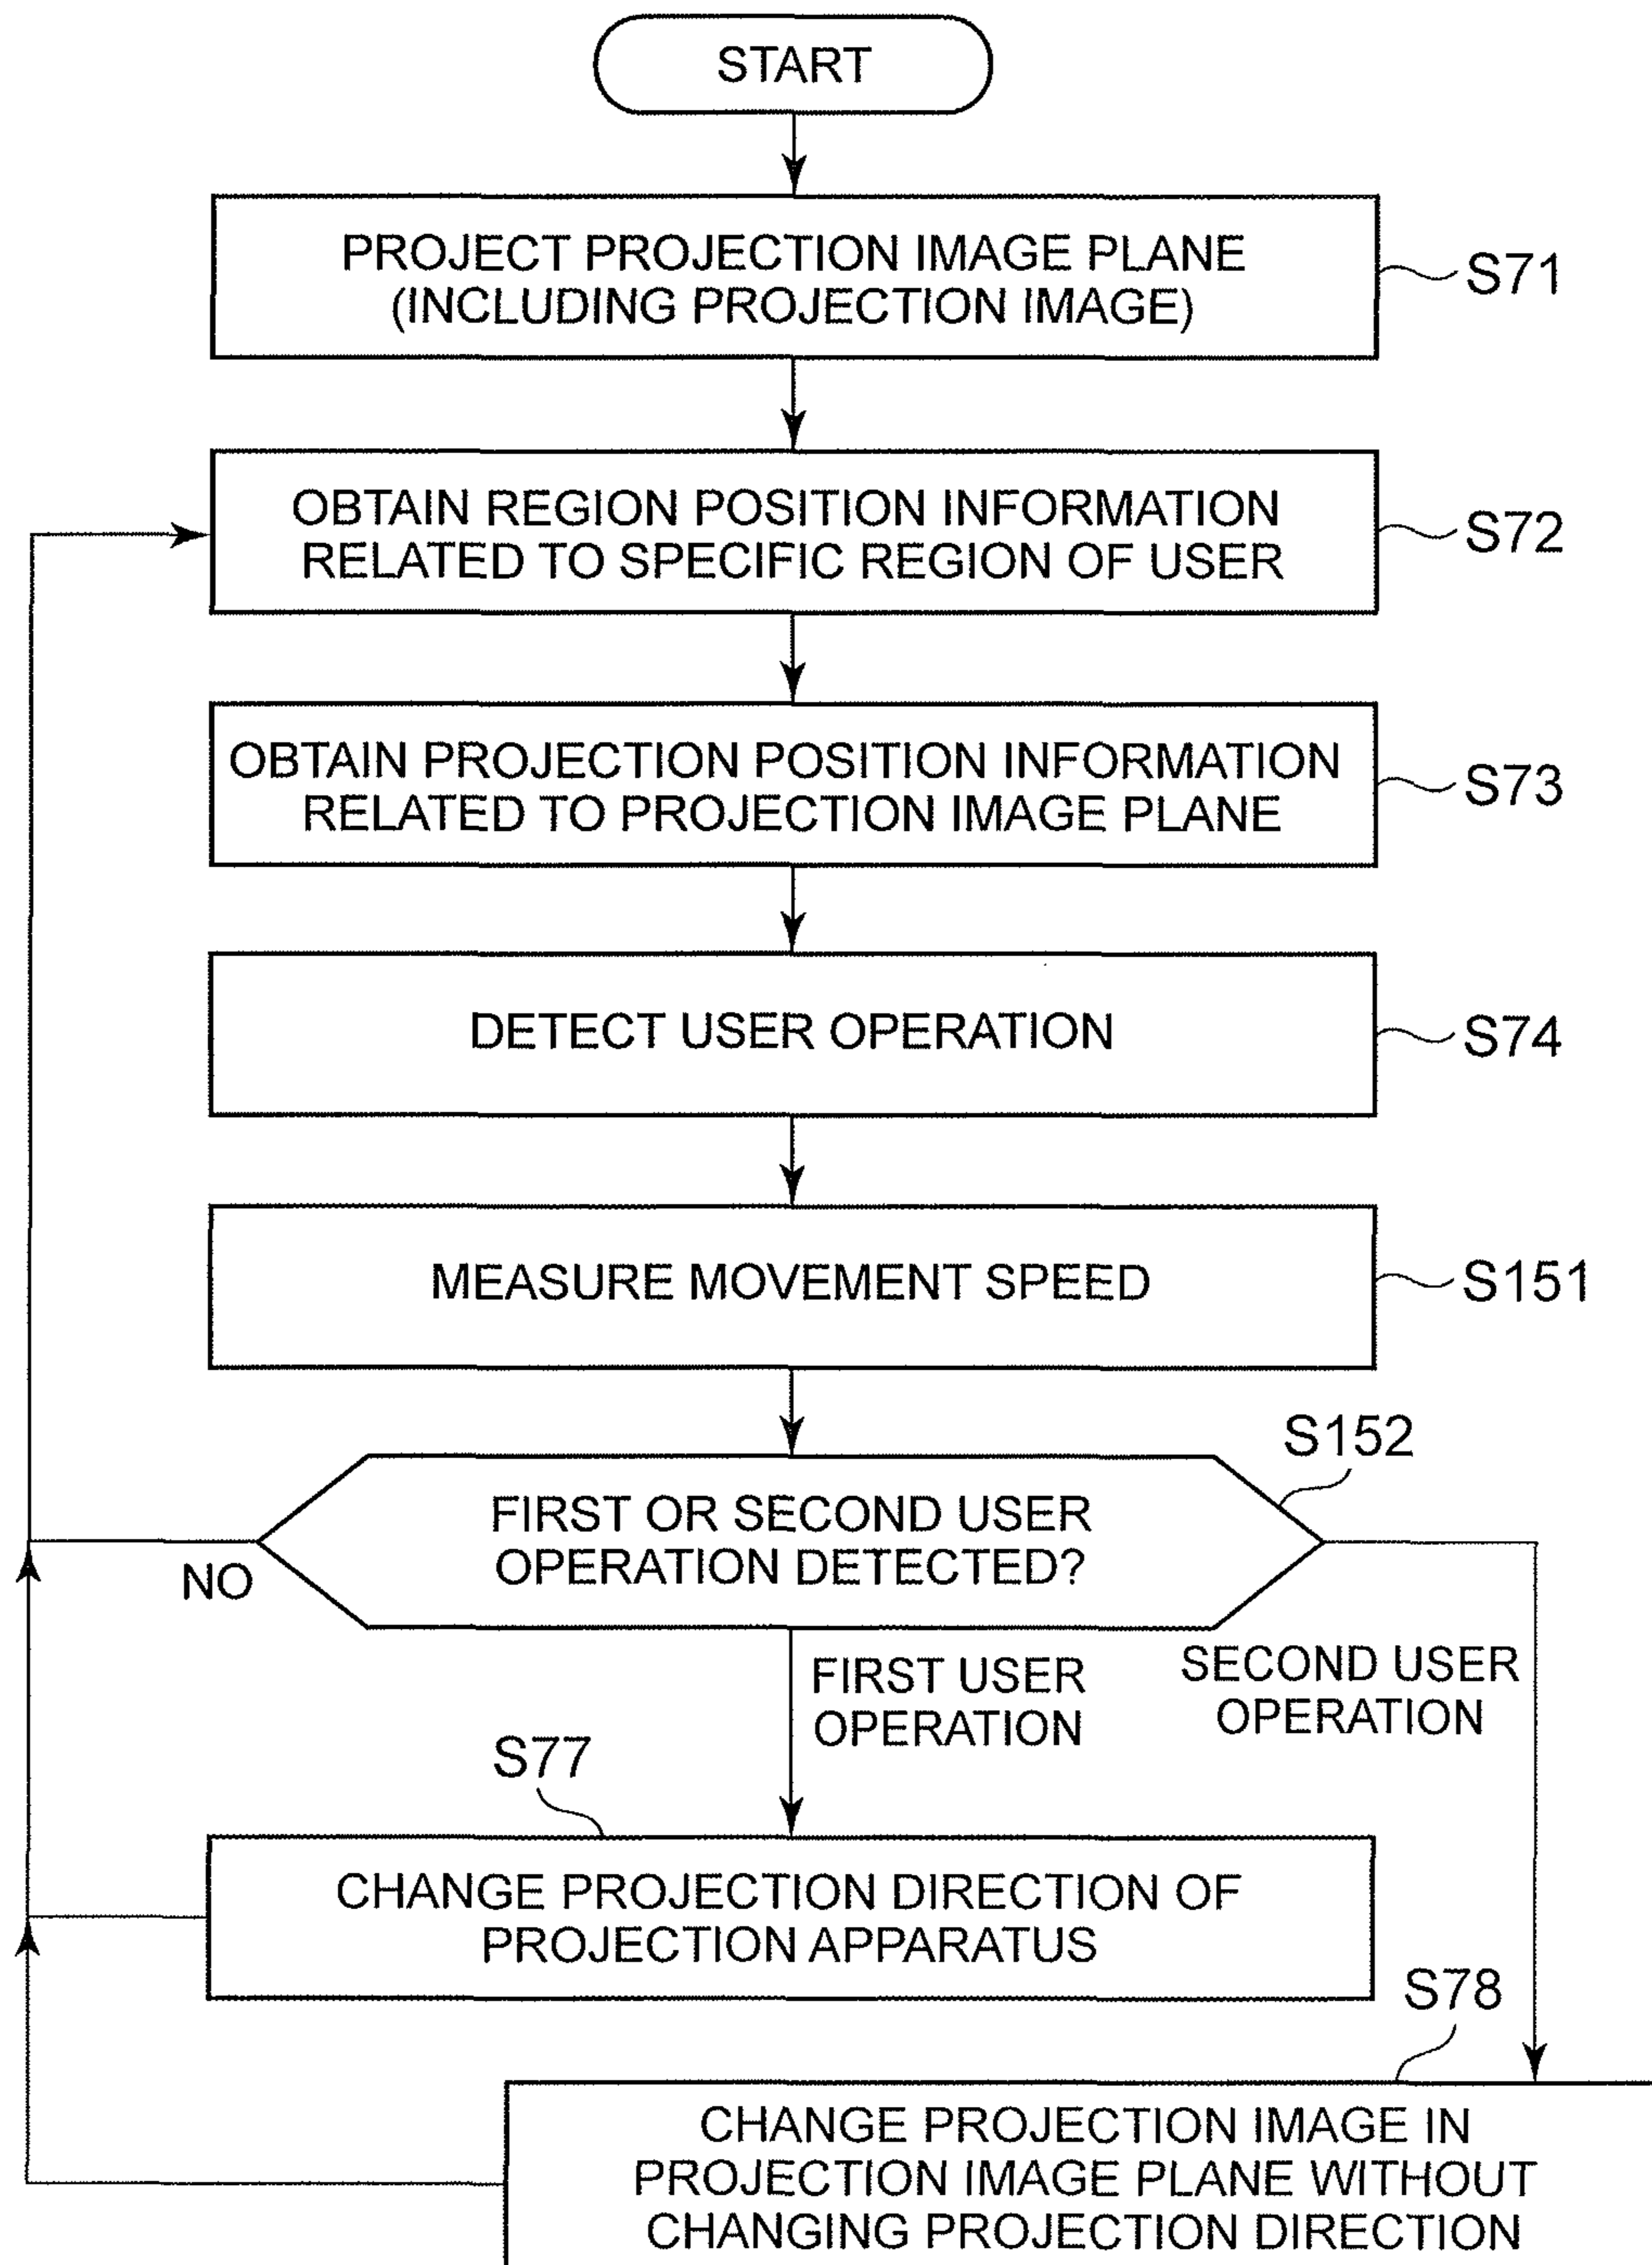 START
PROJECT PROJECTION IMAGE PLANE
(INCLUDING PROJECTION IMAGE)
S71
OBTAIN REGION POSITION INFORMATION
RELATED TO SPECIFIC REGION OF USER
S72
OBTAIN PROJECTION POSITION INFORMATION
RELATED TO PROJECTION IMAGE PLANE
S73
DETECT USER OPERATION
S74
MEASURE MOVEMENT SPEED
S151
S152
FIRST OR SECOND USER
OPERATION DETECTED?
NO
FIRST USER
OPERATION
SECOND USER
OPERATION
S77
CHANGE PROJECTION DIRECTION OF
PROJECTION APPARATUS
S78
CHANGE PROJECTION IMAGE IN
PROJECTION IMAGE PLANE WITHOUT
CHANGING PROJECTION DIRECTION